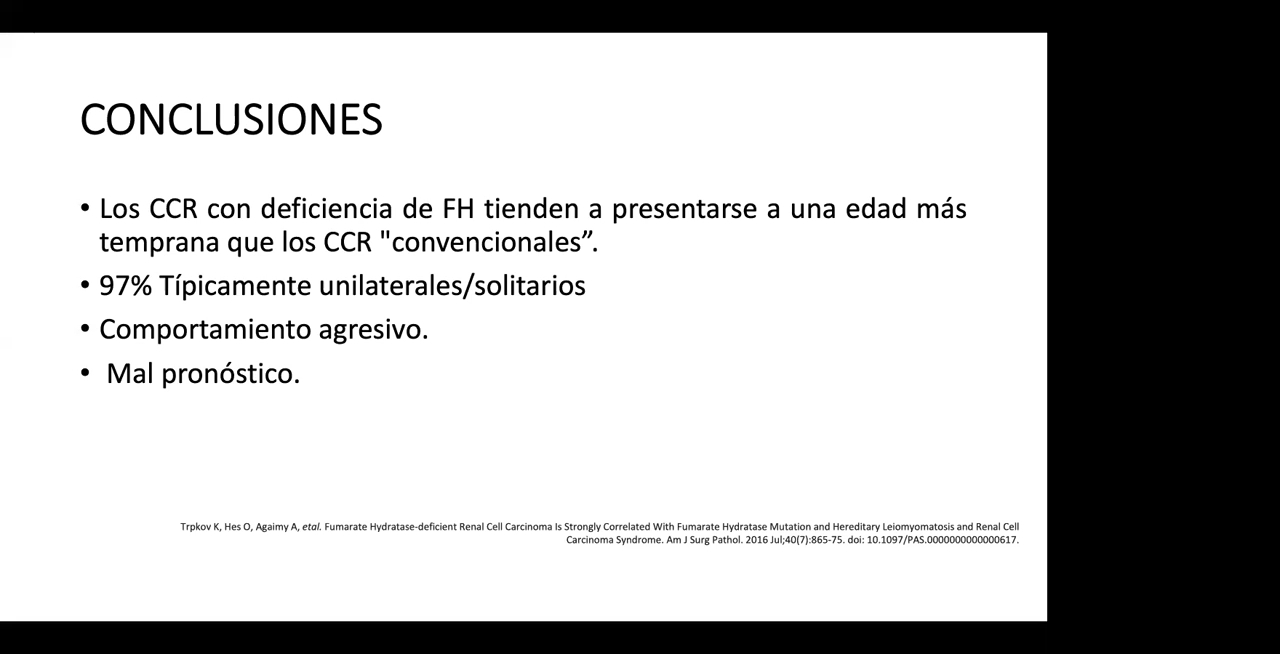 CONCLUSIONES
• Los CCR con deficiencia de FH tienden a presentarse a una edad más
temprana que los CCR "convencionales”.
• 97% Típicamente unilaterales/solitarios
• Comportamiento agresivo.
• Mal pronóstico.
Trpkov K, Hes O, Agaimy A, etal. Fumarate Hydratase-deficient Renal Cell Carcinoma Is Strongly Correlated With Fumarate Hydratase Mutation and Hereditary Leiomyomatosis and Renal Cell
Carcinoma Syndrome. Am J Surg Pathol. 2016 Jul;40(7):865-75. doi: 10.1097/PAS.0000000000000617.